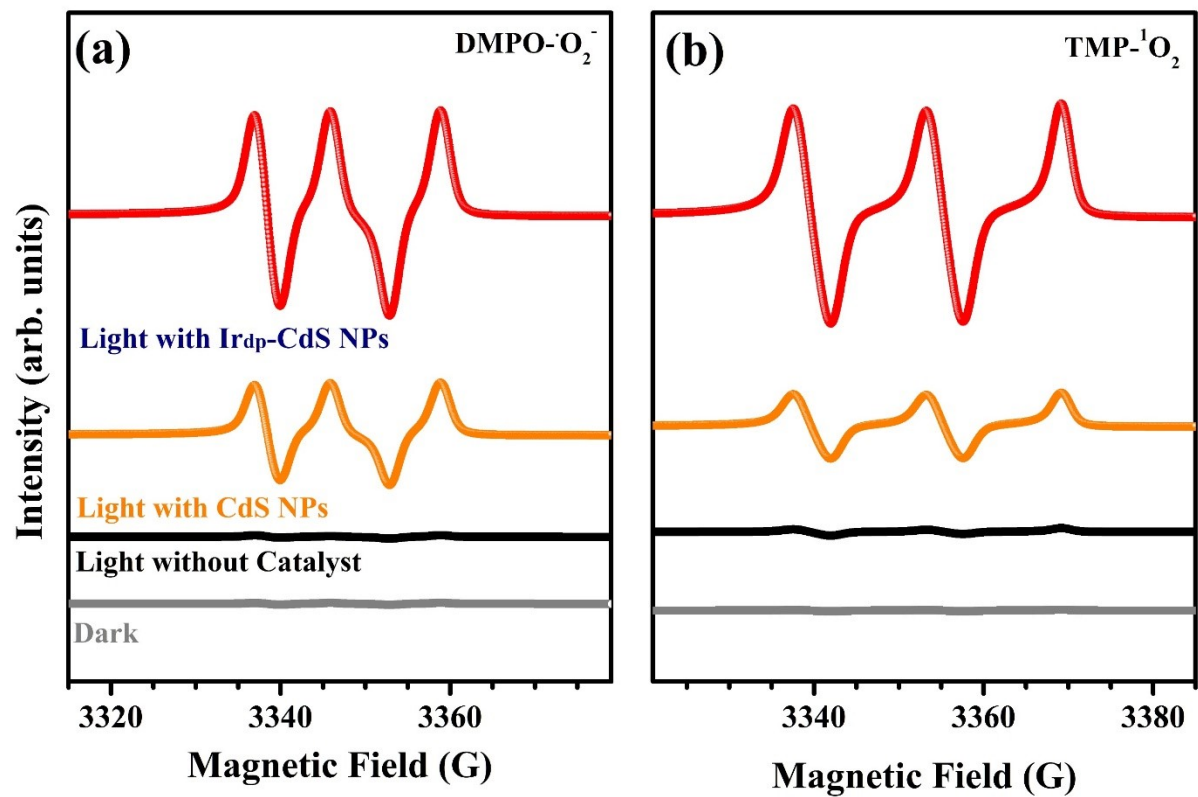 (a)
DMPO-·O₂⁻
(b)
TMP-¹O₂
Intensity (arb. units)
Light with Irdp-CdS NPs
Light with CdS NPs
Light without Catalyst
Dark
3320 3340 3360
3340 3360 3380
Magnetic Field (G)
Magnetic Field (G)